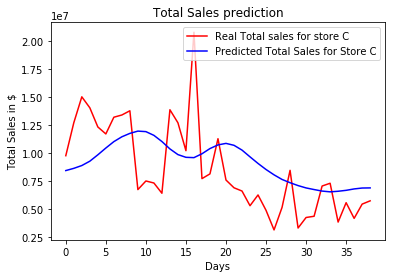 Total Sales prediction
1e7
Real Total sales for store C
Predicted Total Sales for Store C
Total Sales in $
2.00
1.75
1.50
1.25
1.00
0.75
0.50
0.25
0 5 10 15 20 25 30 35
Days